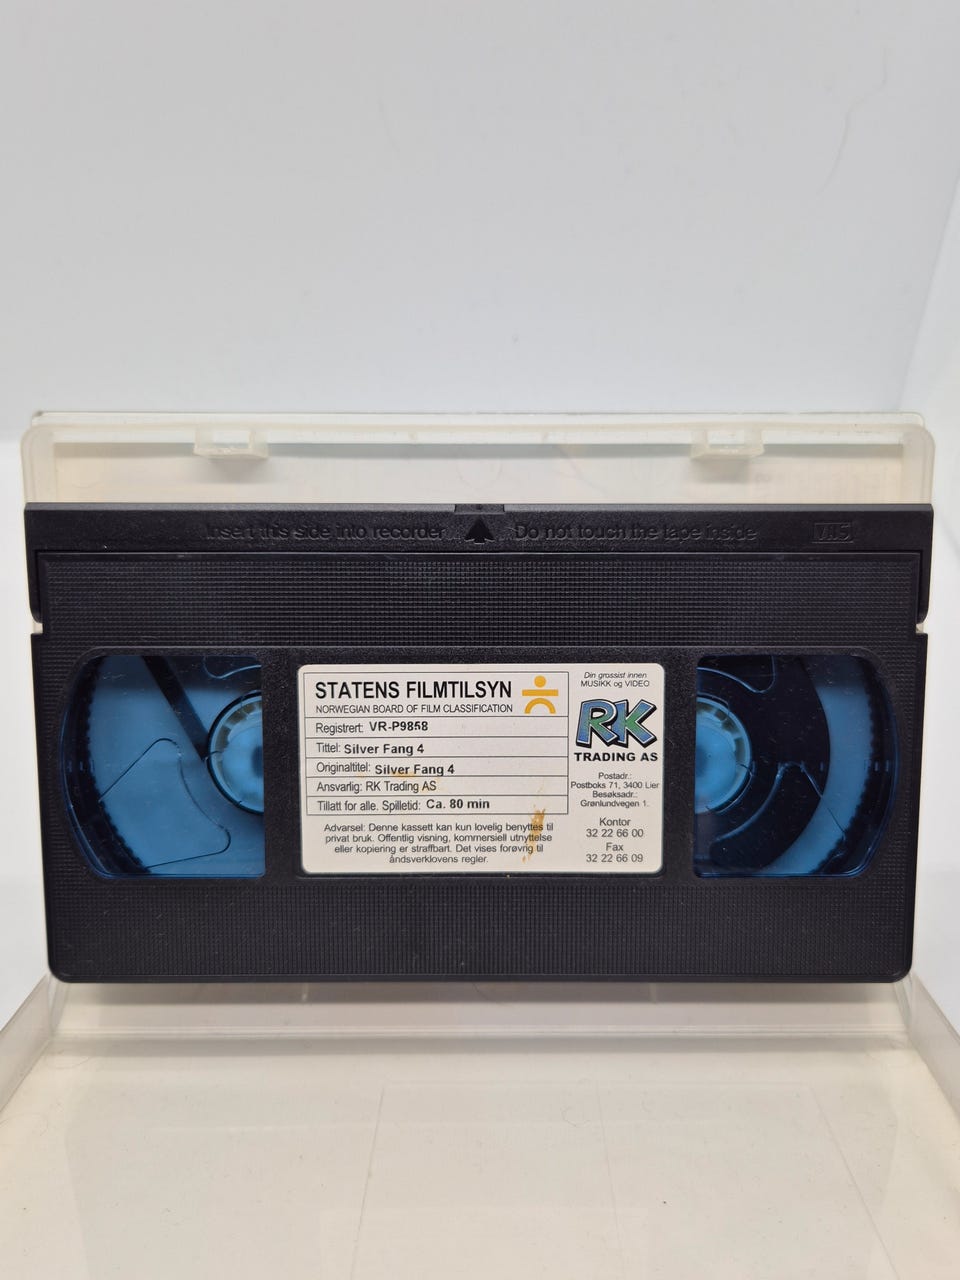 Insert this side into recorder Do not touch the tape inside VHS
STATENS FILMTILSYN
NORWEGIAN BOARD OF FILM CLASSIFICATION
Registrert: VR-P9858
Tittel: Silver Fang 4
Originaltitel: Silver Fang 4
Ansvarlig: RK Trading AS
Tillatt for alle. Spilletid: Ca. 80 min
Advarsel: Denne kassett kan kun lovelig benyttes til
privat bruk. Offentlig visning, kommersiell utnyttelse
eller kopiering er straffbart. Det vises forøvrig til
åndsverklovens regler.
Din grossist innen
MUSIKK og VIDEO
RK
TRADING AS
Postadr.:
Postboks 71, 3400 Lier
Besøksadr.:
Grønlundvegen 1.
Kontor
32 22 66 00
Fax
32 22 66 09